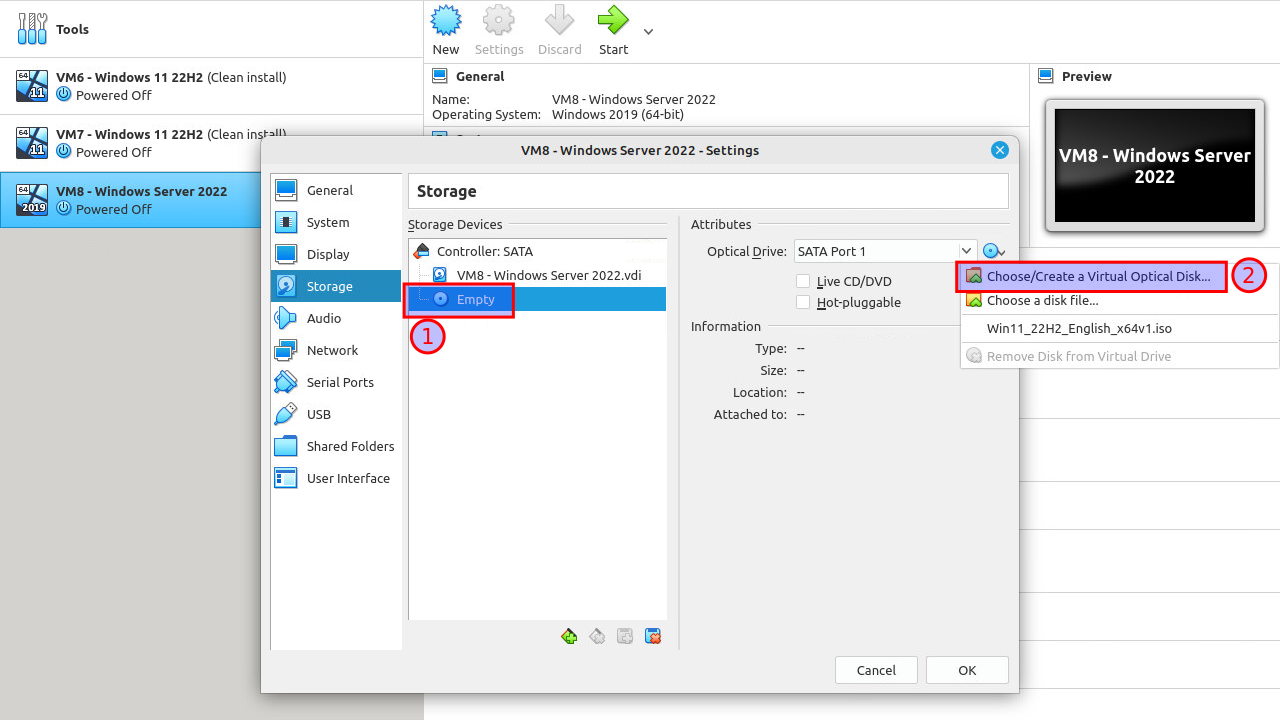 Tools
64
11
VM6 - Windows 11 22H2 (Clean install)
Powered Off
64
11
VM7 - Windows 11 22H2 (Clean install)
Powered Off
64
2019
VM8 - Windows Server 2022
Powered Off
New
Settings
Discard
Start
General
Name: VM8 - Windows Server 2022
Operating System: Windows 2019 (64-bit)
Preview
VM8 - Windows Server
2022
VM8 - Windows Server 2022 - Settings
General
System
Display
Storage
Audio
Network
Serial Ports
USB
Shared Folders
User Interface
Storage
Storage Devices
Controller: SATA
VM8 - Windows Server 2022.vdi
Empty
1
Attributes
Optical Drive: SATA Port 1
Live CD/DVD
Hot-pluggable
Information
Type: --
Size: --
Location: --
Attached to: --
Choose/Create a Virtual Optical Disk...
2
Choose a disk file...
Win11_22H2_English_x64v1.iso
Remove Disk from Virtual Drive
Cancel
OK